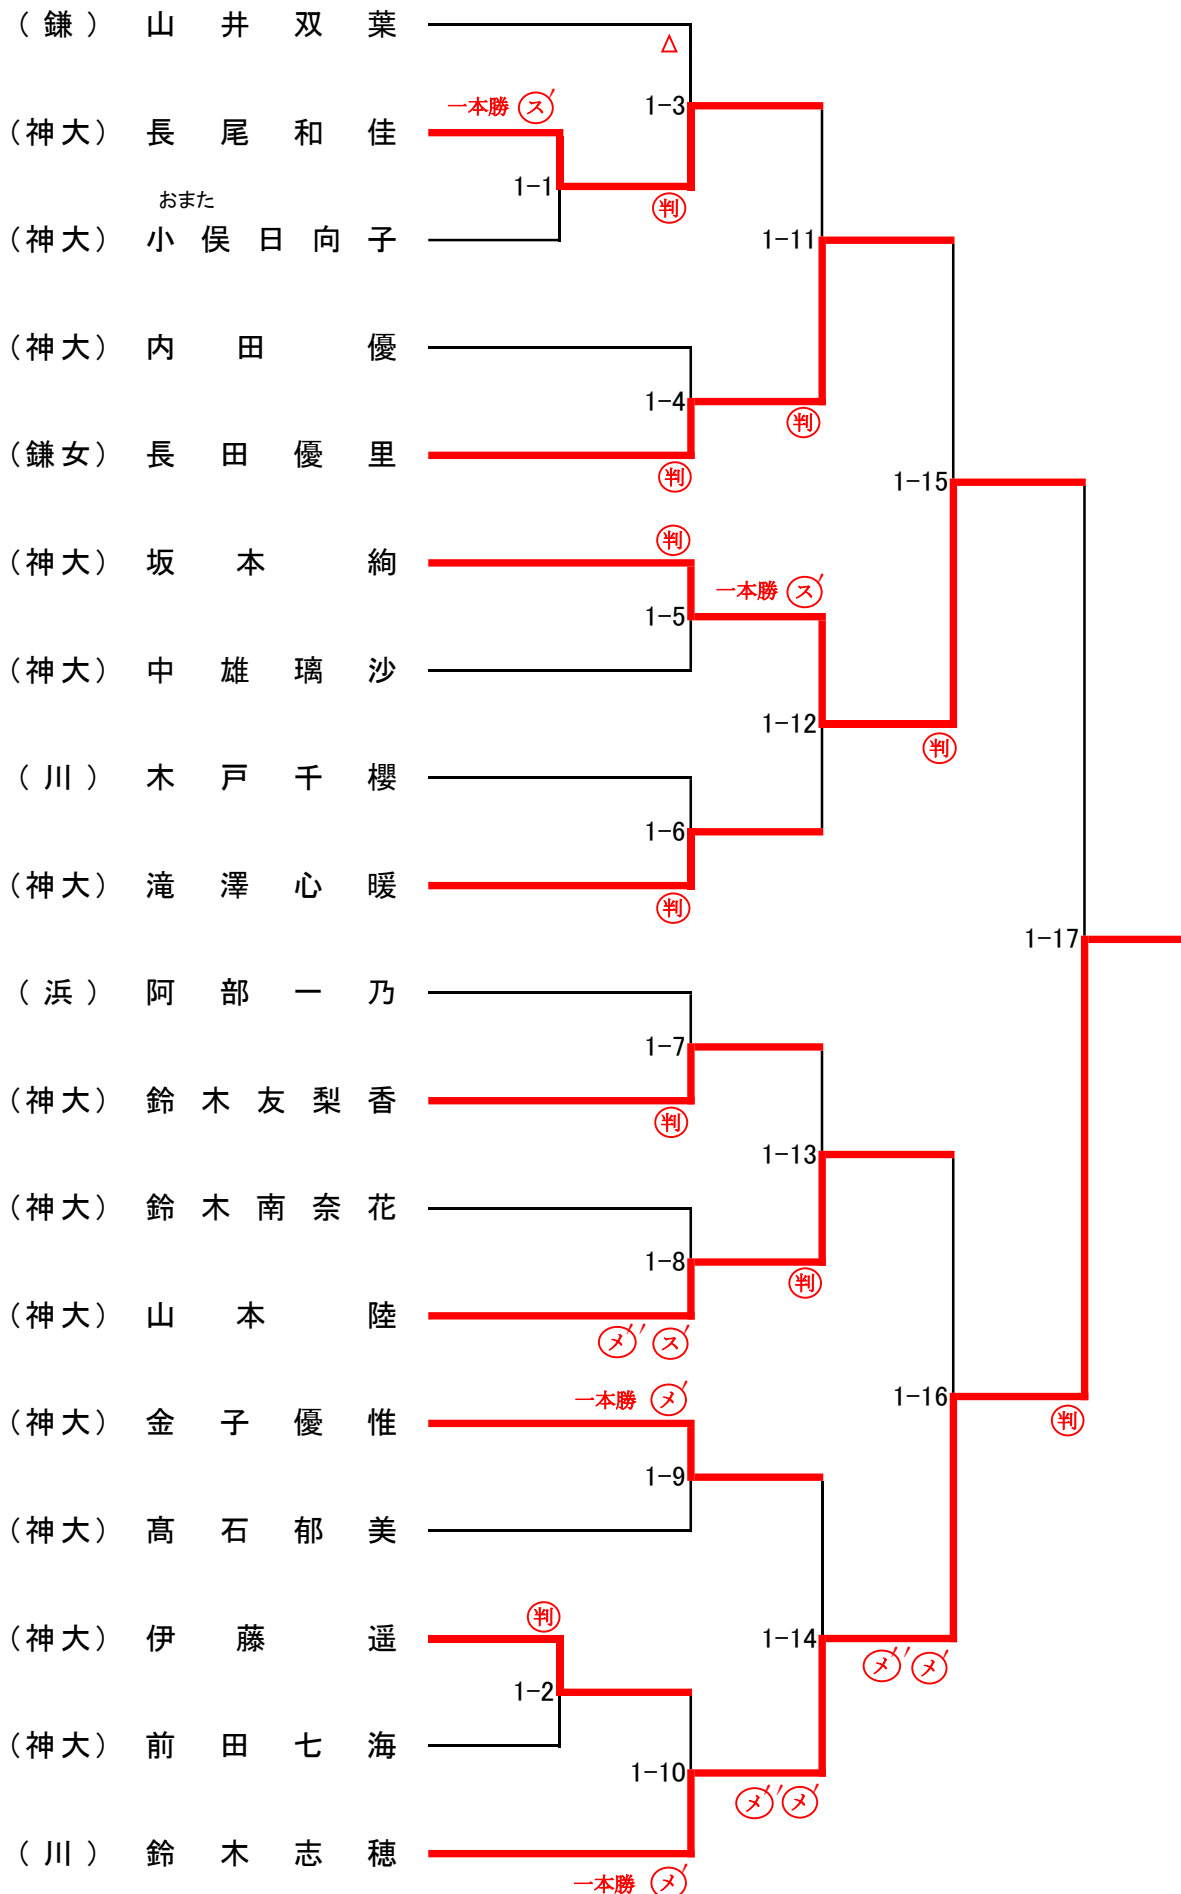 （鎌） 山井双葉
△
一本勝 ス
1-3
（神大） 長尾和佳
1-1
おまた
判
（神大） 小俣日向子
1-11
（神大） 内田優
1-4
判
（鎌女） 長田優里
判
1-15
判
（神大） 坂本絢
一本勝 ス
1-5
（神大） 中雄璃沙
1-12
判
（川） 木戸千櫻
1-6
（神大） 滝澤心暖
判
1-17
（浜） 阿部一乃
1-7
（神大） 鈴木友梨香
判
1-13
（神大） 鈴木南奈花
1-8
判
（神大） 山本陸
メ ス
一本勝 メ
1-16
判
（神大） 金子優惟
1-9
（神大） 髙石郁美
判
（神大） 伊藤遥
1-14
メ メ
1-2
（神大） 前田七海
1-10
メ メ
（川） 鈴木志穂
一本勝 メ